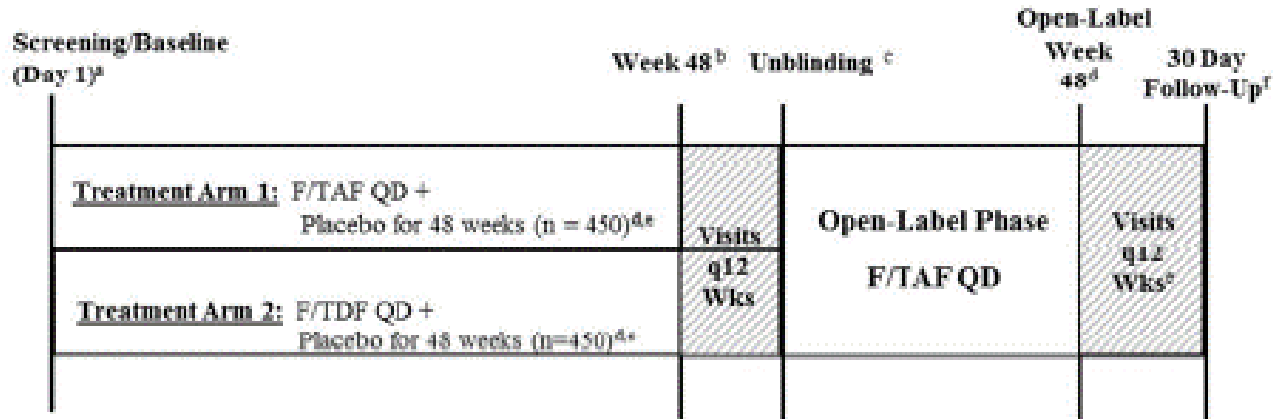 Screening/Baseline
(Day 1)ᵃ
Week 48ᵇ
Unblinding ᶜ
Open-Label
Week
48ᵈ
30 Day
Follow-Upᶠ
Treatment Arm 1: F/TAF QD +
Placebo for 48 weeks (n = 450)ᵈ,ᵉ
Treatment Arm 2: F/TDF QD +
Placebo for 48 weeks (n=450)ᵈ,ᵉ
Visits
q12
Wks
Open-Label Phase
F/TAF QD
Visits
q12
Wksᵉ